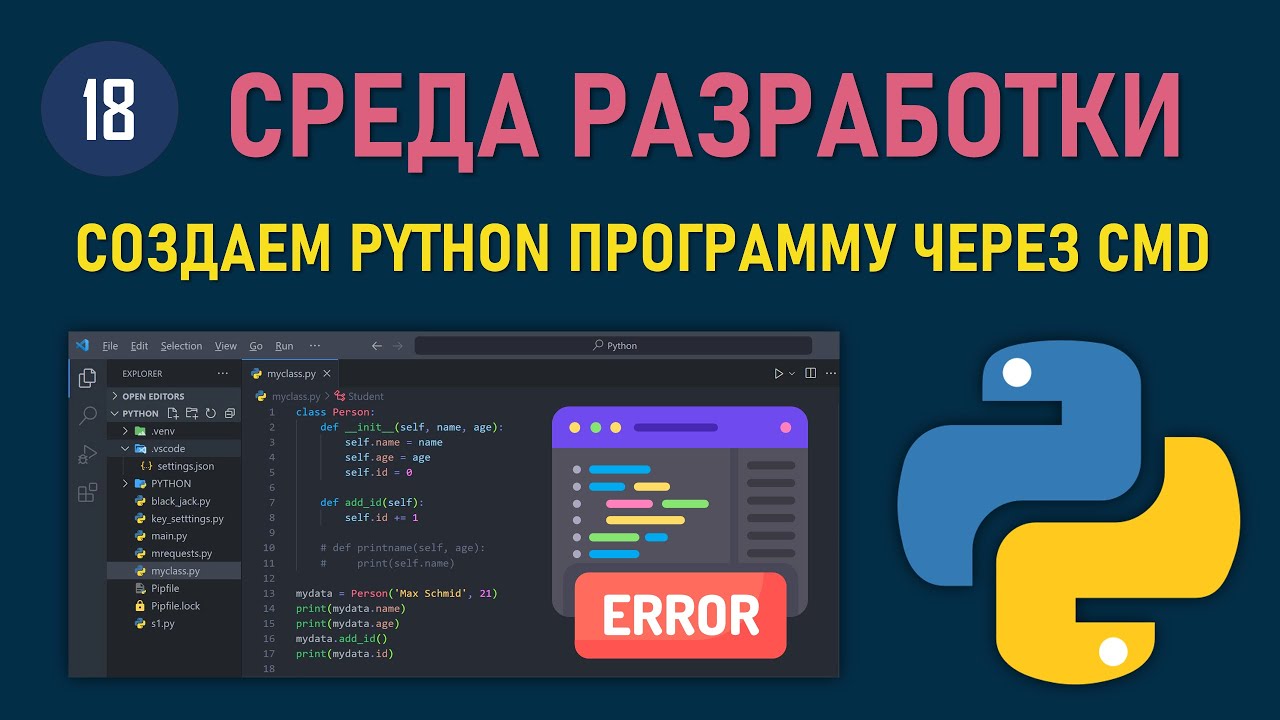 18
СРЕДА РАЗРАБОТКИ
СОЗДАЕМ PYTHON ПРОГРАММУ ЧЕРЕЗ CMD
File Edit Selection View Go Run ··· Python
EXPLORER ···
OPEN EDITORS
PYTHON
.venv
.vscode
{.} settings.json
PYTHON
black_jack.py
key_setttings.py
main.py
mrequests.py
myclass.py
Pipfile
Pipfile.lock
s1.py
myclass.py
myclass.py > Student
1 class Person:
2 def __init__(self, name, age):
3 self.name = name
4 self.age = age
5 self.id = 0
6
7 def add_id(self):
8 self.id += 1
9
10 # def printname(self, age):
11 # print(self.name)
12
13 mydata = Person('Max Schmid', 21)
14 print(mydata.name)
15 print(mydata.age)
16 mydata.add_id()
17 print(mydata.id)
18
ERROR